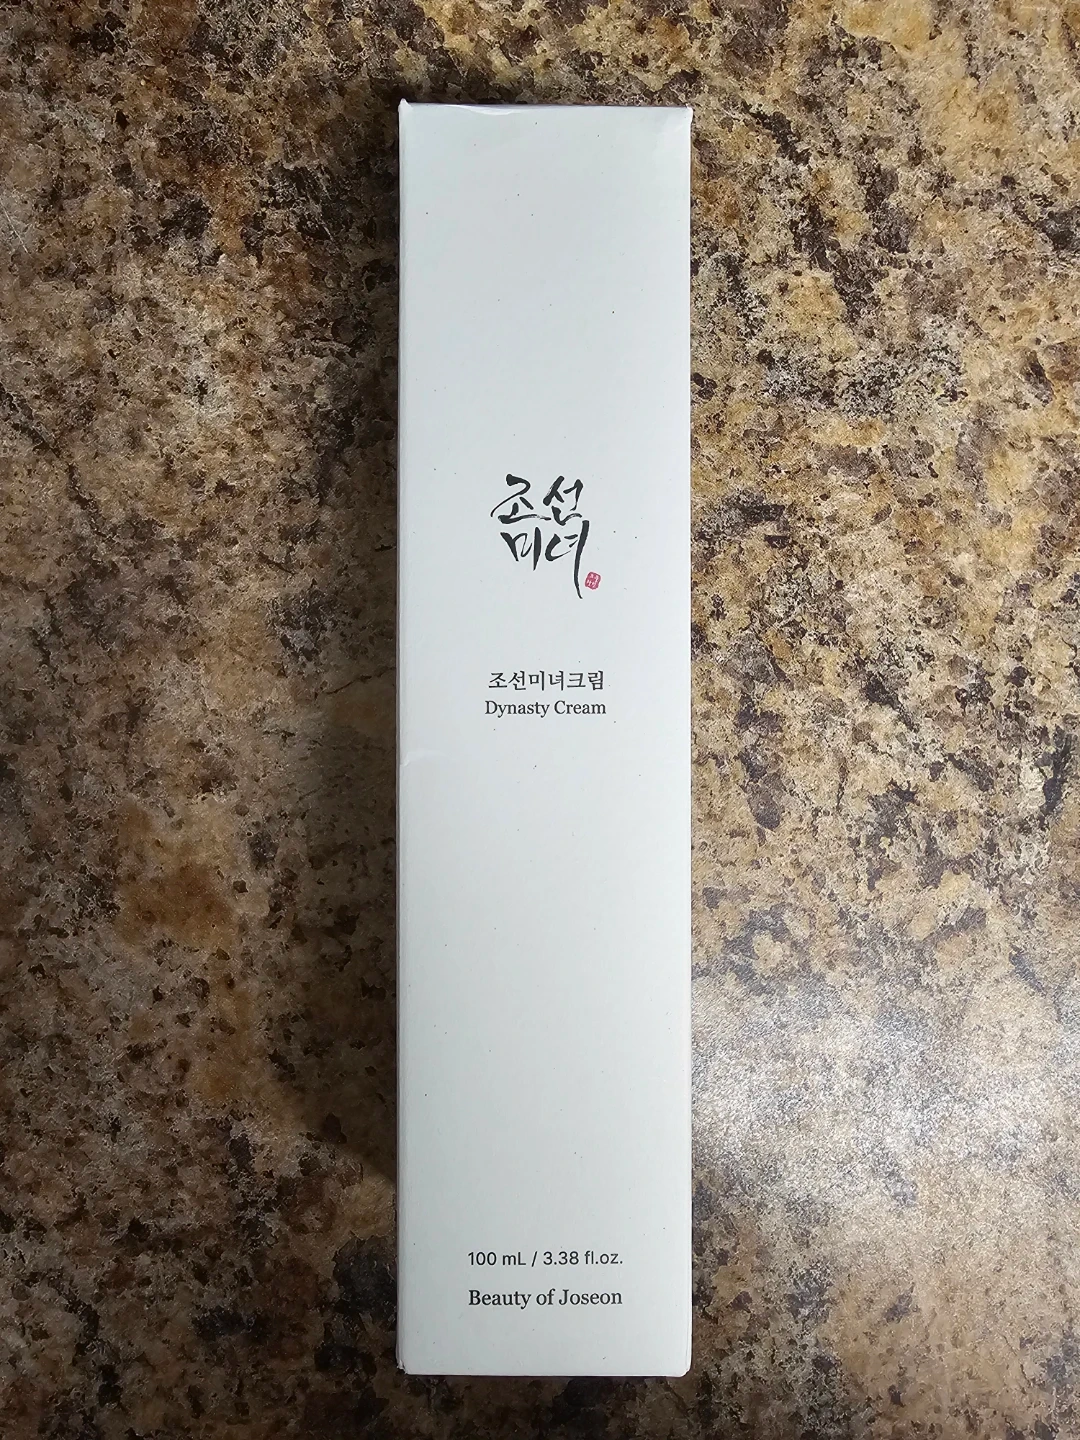 조선
미녀
조선미녀크림
Dynasty Cream
100 mL / 3.38 fl.oz.
Beauty of Joseon